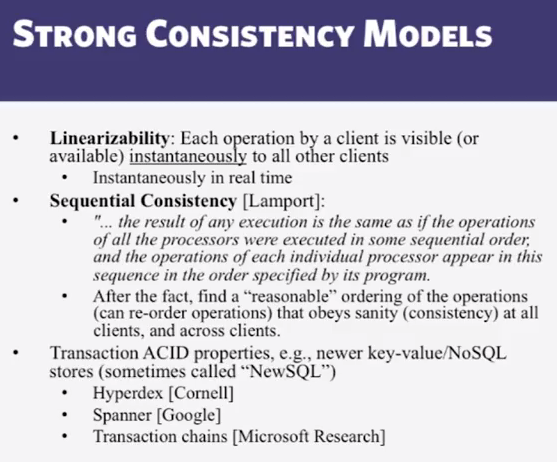 STRONG CONSISTENCY MODELS
• Linearizability: Each operation by a client is visible (or
available) instantaneously to all other clients
• Instantaneously in real time
• Sequential Consistency [Lamport]:
• "... the result of any execution is the same as if the operations
of all the processors were executed in some sequential order,
and the operations of each individual processor appear in this
sequence in the order specified by its program.
• After the fact, find a “reasonable” ordering of the operations
(can re-order operations) that obeys sanity (consistency) at all
clients, and across clients.
• Transaction ACID properties, e.g., newer key-value/NoSQL
stores (sometimes called “NewSQL”)
• Hyperdex [Cornell]
• Spanner [Google]
• Transaction chains [Microsoft Research]